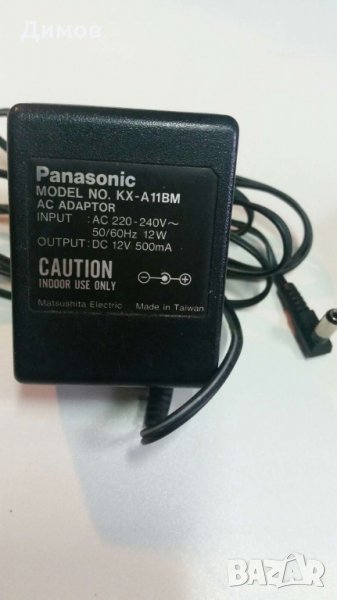 Димов
Panasonic
MODEL NO. KX-A11BM
AC ADAPTOR
INPUT :AC 220-240V~
50/60Hz 12W
OUTPUT:DC 12V 500mA
CAUTION
INDOOR USE ONLY
Matsushita Electric Made in Taiwan
BAZAR